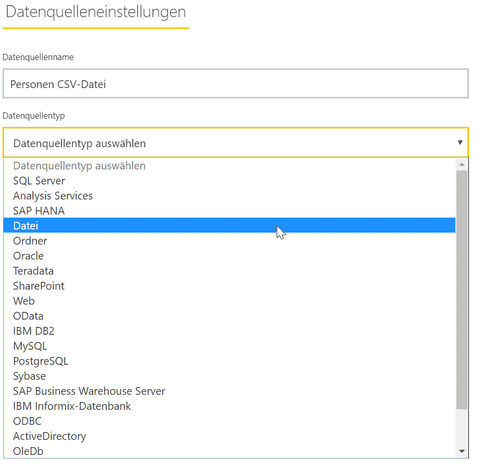 Datenquelleneinstellungen
Datenquellenname
Personen CSV-Datei
Datenquellentyp
Datenquellentyp auswählen
Datenquellentyp auswählen
SQL Server
Analysis Services
SAP HANA
Datei
Ordner
Oracle
Teradata
SharePoint
Web
OData
IBM DB2
MySQL
PostgreSQL
Sybase
SAP Business Warehouse Server
IBM Informix-Datenbank
ODBC
ActiveDirectory
OleDb